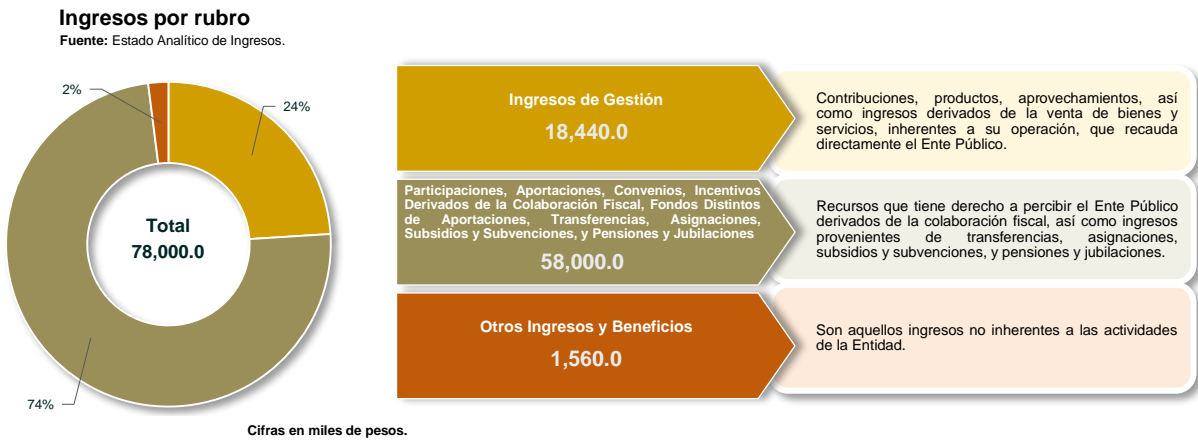 Ingresos por rubro
Fuente: Estado Analítico de Ingresos.
2%
24%
Total
78,000.0
74%
Ingresos de Gestión
18,440.0
Contribuciones, productos, aprovechamientos, así
como ingresos derivados de la venta de bienes y
servicios, inherentes a su operación, que recauda
directamente el Ente Público.
Participaciones, Aportaciones, Convenios, Incentivos
Derivados de la Colaboración Fiscal, Fondos Distintos
de Aportaciones, Transferencias, Asignaciones,
Subsidios y Subvenciones, y Pensiones y Jubilaciones
58,000.0
Recursos que tiene derecho a percibir el Ente Público
derivados de la colaboración fiscal, así como ingresos
provenientes de transferencias, asignaciones,
subsidios y subvenciones, y pensiones y jubilaciones.
Otros Ingresos y Beneficios
1,560.0
Son aquellos ingresos no inherentes a las actividades
de la Entidad.
Cifras en miles de pesos.